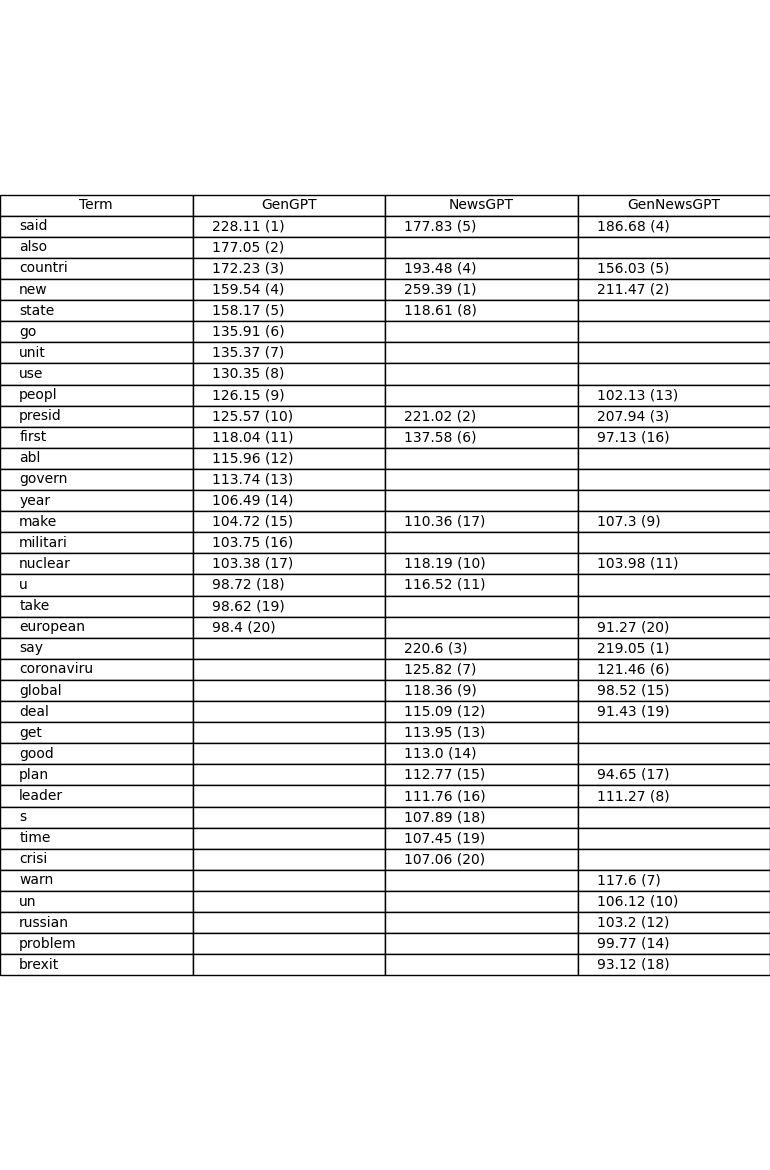 Term GenGPT NewsGPT GenNewsGPT
said 228.11 (1) 177.83 (5) 186.68 (4)
also 177.05 (2)
countri 172.23 (3) 193.48 (4) 156.03 (5)
new 159.54 (4) 259.39 (1) 211.47 (2)
state 158.17 (5) 118.61 (8)
go 135.91 (6)
unit 135.37 (7)
use 130.35 (8)
peopl 126.15 (9) 102.13 (13)
presid 125.57 (10) 221.02 (2) 207.94 (3)
first 118.04 (11) 137.58 (6) 97.13 (16)
abl 115.96 (12)
govern 113.74 (13)
year 106.49 (14)
make 104.72 (15) 110.36 (17) 107.3 (9)
militari 103.75 (16)
nuclear 103.38 (17) 118.19 (10) 103.98 (11)
u 98.72 (18) 116.52 (11)
take 98.62 (19)
european 98.4 (20) 91.27 (20)
say 220.6 (3) 219.05 (1)
coronaviru 125.82 (7) 121.46 (6)
global 118.36 (9) 98.52 (15)
deal 115.09 (12) 91.43 (19)
get 113.95 (13)
good 113.0 (14)
plan 112.77 (15) 94.65 (17)
leader 111.76 (16) 111.27 (8)
s 107.89 (18)
time 107.45 (19)
crisi 107.06 (20)
warn 117.6 (7)
un 106.12 (10)
russian 103.2 (12)
problem 99.77 (14)
brexit 93.12 (18)